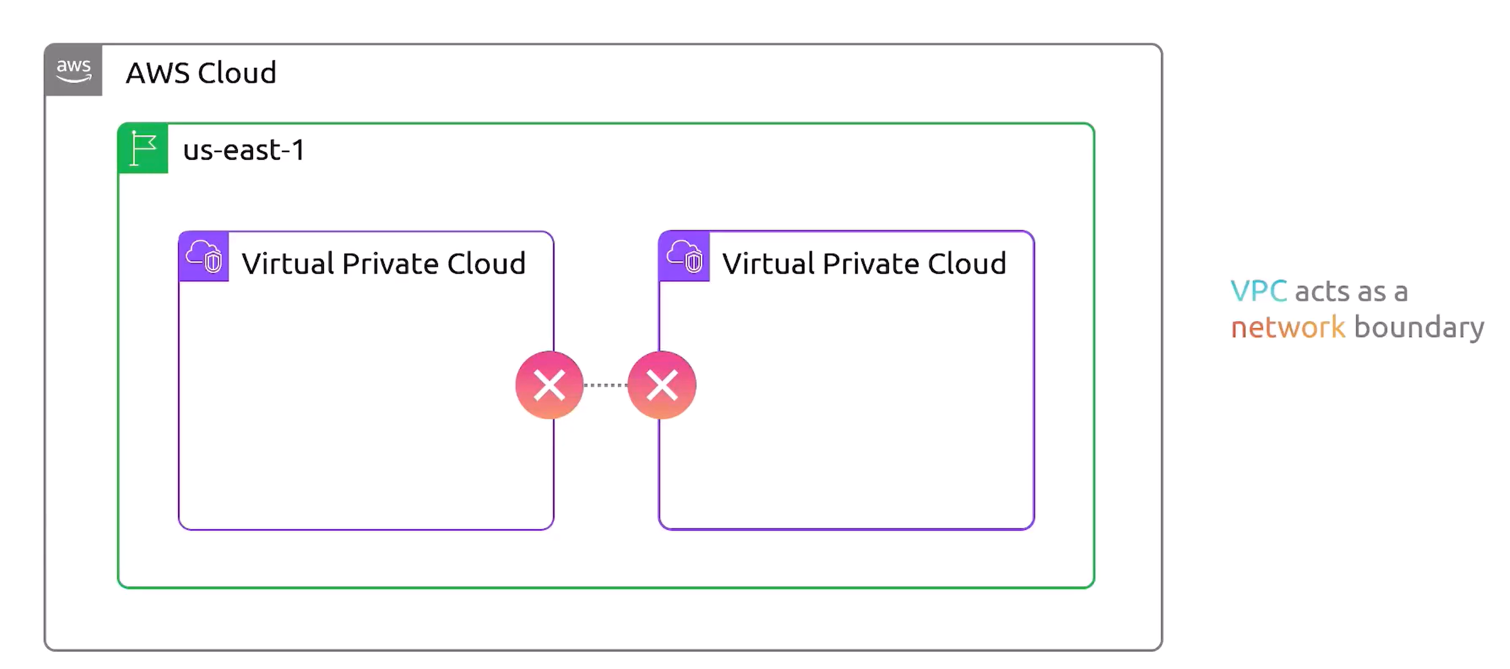 aws
AWS Cloud
us-east-1
Virtual Private Cloud
Virtual Private Cloud
VPC acts as a
network boundary